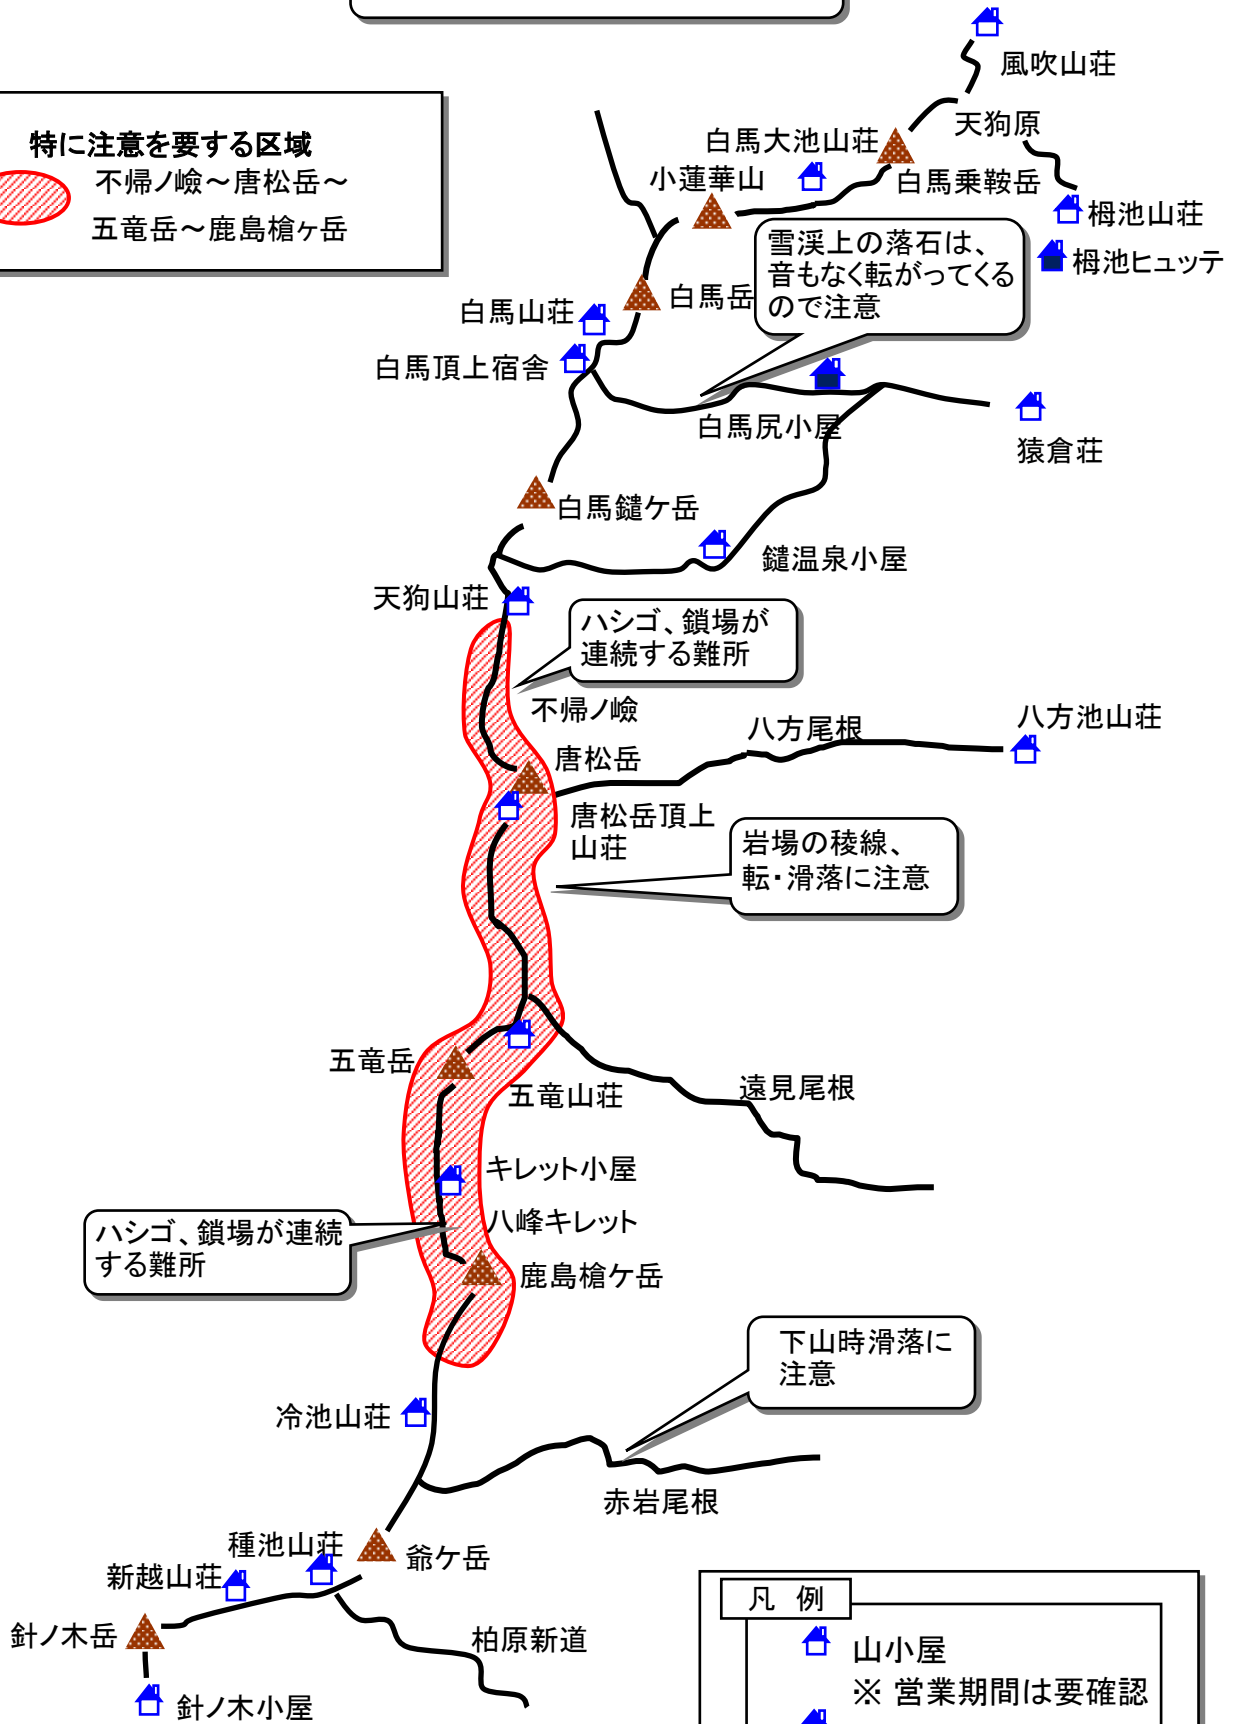 風吹山荘
天狗原
特に注意を要する区域
不帰ノ嶮～唐松岳～
五竜岳～鹿島槍ヶ岳
白馬大池山荘
小蓮華山
白馬乗鞍岳
栂池山荘
栂池ヒュッテ
雪渓上の落石は、
音もなく転がってくる
ので注意
白馬岳
白馬山荘
白馬頂上宿舎
白馬尻小屋
猿倉荘
白馬鑓ケ岳
鑓温泉小屋
天狗山荘
ハシゴ、鎖場が
連続する難所
不帰ノ嶮
八方尾根
八方池山荘
唐松岳
唐松岳頂上
山荘
岩場の稜線、
転・滑落に注意
五竜岳
五竜山荘
遠見尾根
キレット小屋
八峰キレット
ハシゴ、鎖場が連続
する難所
鹿島槍ケ岳
下山時滑落に
注意
冷池山荘
赤岩尾根
種池山荘
爺ケ岳
新越山荘
針ノ木岳
柏原新道
針ノ木小屋
凡 例
山小屋
※ 営業期間は要確認